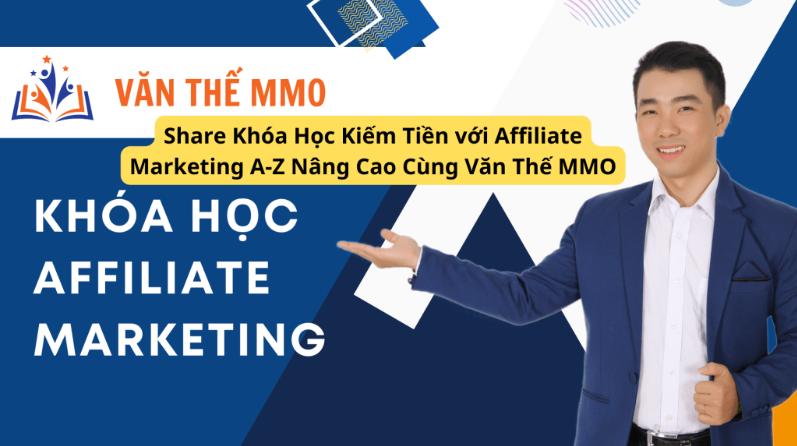 VĂN THẾ MMO
Share Khóa Học Kiếm Tiền với Affiliate
Marketing A-Z Nâng Cao Cùng Văn Thế MMO
KHÓA HỌC
AFFILIATE
MARKETING